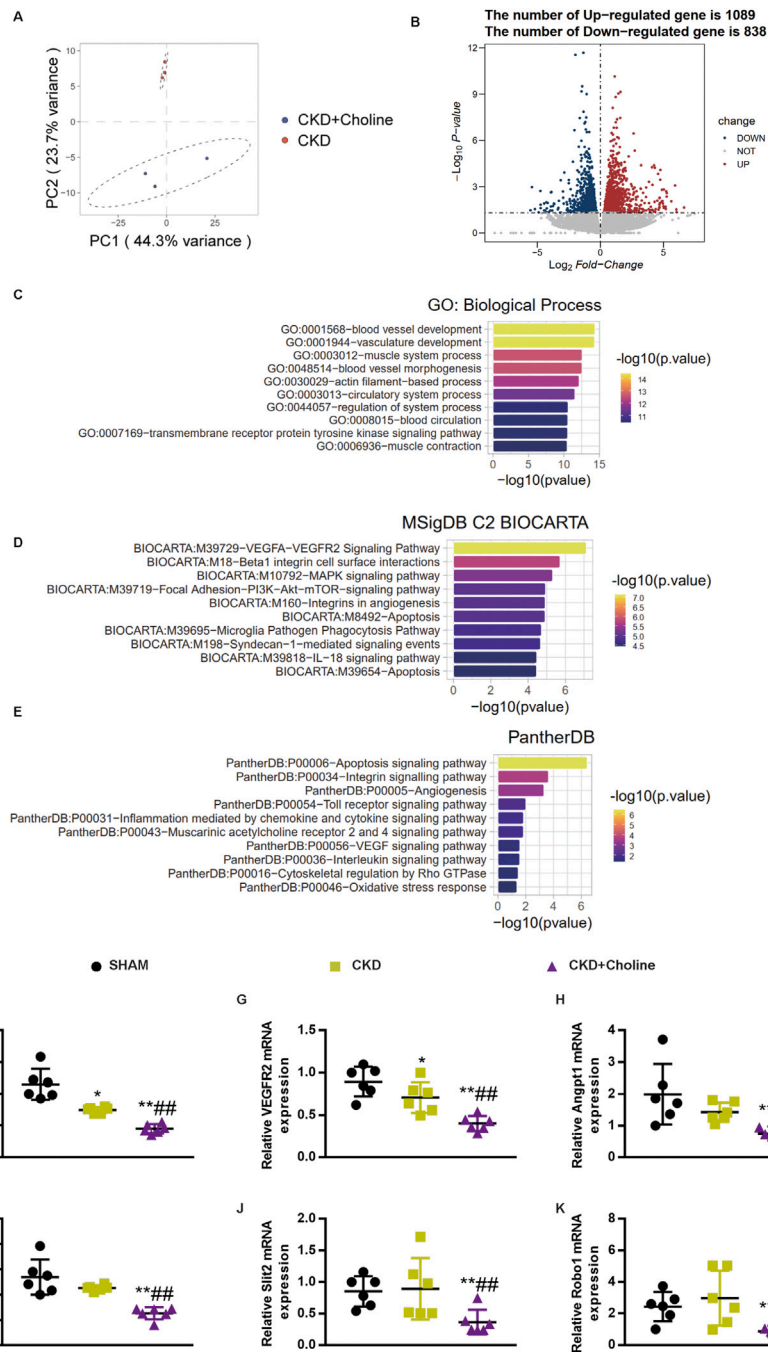 A
10
5
0
−5
−10
−25
0
25
PC2 ( 23.7% variance )
PC1 ( 44.3% variance )
CKD+Choline
CKD
B
The number of Up−regulated gene is 1089
The number of Down−regulated gene is 838
12
9
6
3
0
−5
0
5
−Log10 P−value
Log2 Fold−Change
change
DOWN
NOT
UP
C
GO: Biological Process
GO:0001568−blood vessel development
GO:0001944−vasculature development
GO:0003012−muscle system process
GO:0048514−blood vessel morphogenesis
GO:0030029−actin filament−based process
GO:0003013−circulatory system process
GO:0044057−regulation of system process
GO:0008015−blood circulation
GO:0007169−transmembrane receptor protein tyrosine kinase signaling pathway
GO:0006936−muscle contraction
0 5 10 15
−log10(pvalue)
-log10(p.value)
14
13
12
11
D
MSigDB C2 BIOCARTA
BIOCARTA:M39729−VEGFA−VEGFR2 Signaling Pathway
BIOCARTA:M18−Beta1 integrin cell surface interactions
BIOCARTA:M10792−MAPK signaling pathway
BIOCARTA:M39719−Focal Adhesion−PI3K−Akt−mTOR−signaling pathway
BIOCARTA:M160−Integrins in angiogenesis
BIOCARTA:M8492−Apoptosis
BIOCARTA:M39695−Microglia Pathogen Phagocytosis Pathway
BIOCARTA:M198−Syndecan−1−mediated signaling events
BIOCARTA:M39818−IL−18 signaling pathway
BIOCARTA:M39654−Apoptosis
0 2 4 6
−log10(pvalue)
-log10(p.value)
7.0
6.5
6.0
5.5
5.0
4.5
E
PantherDB
PantherDB:P00006−Apoptosis signaling pathway
PantherDB:P00034−Integrin signalling pathway
PantherDB:P00005−Angiogenesis
PantherDB:P00054−Toll receptor signaling pathway
PantherDB:P00031−Inflammation mediated by chemokine and cytokine signaling pathway
PantherDB:P00043−Muscarinic acetylcholine receptor 2 and 4 signaling pathway
PantherDB:P00056−VEGF signaling pathway
PantherDB:P00036−Interleukin signaling pathway
PantherDB:P00016−Cytoskeletal regulation by Rho GTPase
PantherDB:P00046−Oxidative stress response
0 2 4 6
−log10(pvalue)
-log10(p.value)
6
5
4
3
2
SHAM
CKD
CKD+Choline
*
**##
G
Relative VEGFR2 mRNA
expression
1.5
1.0
0.5
0.0
*
**##
H
Relative Angpt1 mRNA
expression
4
3
2
1
0
**##
J
Relative Slit2 mRNA
expression
2.0
1.5
1.0
0.5
0.0
**##
K
Relative Robo1 mRNA
expression
8
6
4
2
0